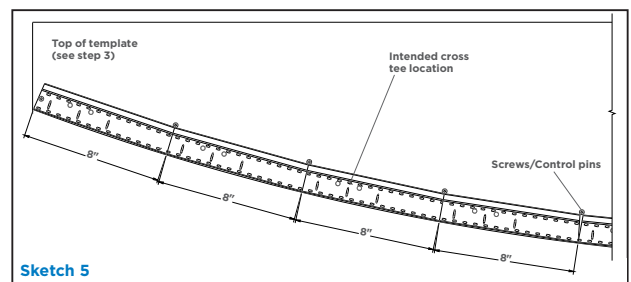 Top of template
(see step 3)
Intended cross
tee location
Screws/Control pins
8"
8"
8"
8"
Sketch 5